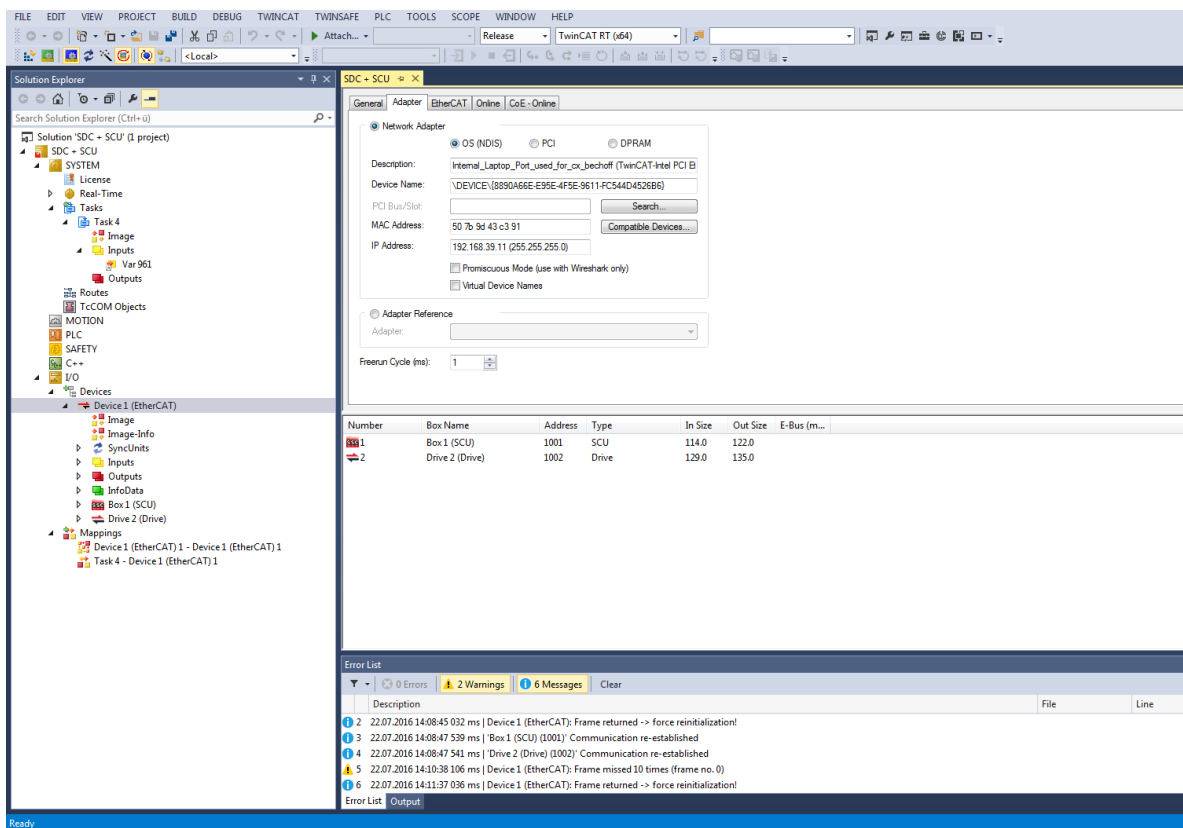 FILE EDIT VIEW PROJECT BUILD DEBUG TWINCAT TWINSAFE PLC TOOLS SCOPE WINDOW HELP
Attach... Release TwinCAT RT (x64)
<Local>
Solution Explorer
Search Solution Explorer (Ctrl+ü)
Solution 'SDC + SCU' (1 project)
SDC + SCU
SYSTEM
License
Real-Time
Tasks
Task 4
Image
Inputs
Var 961
Outputs
Routes
TcCOM Objects
MOTION
PLC
SAFETY
C++
I/O
Devices
Device 1 (EtherCAT)
Image
Image-Info
SyncUnits
Inputs
Outputs
InfoData
Box 1 (SCU)
Drive 2 (Drive)
Mappings
Device 1 (EtherCAT) 1 - Device 1 (EtherCAT) 1
Task 4 - Device 1 (EtherCAT) 1
SDC + SCU
General Adapter EtherCAT Online CoE - Online
Network Adapter
OS (NDIS) PCI DPRAM
Description: Internal_Laptop_Port_used_for_cx_bechoff (TwinCAT-Intel PCI E
Device Name: \DEVICE\{8890A66E-E95E-4F5E-9611-FC544D4526B6}
PCI Bus/Slot: Search...
MAC Address: 50 7b 9d 43 c3 91 Compatible Devices...
IP Address: 192.168.39.11 (255.255.255.0)
Promiscuous Mode (use with Wireshark only)
Virtual Device Names
Adapter Reference
Adapter:
Freerun Cycle (ms): 1
Number Box Name Address Type In Size Out Size E-Bus (m...
1 Box 1 (SCU) 1001 SCU 114.0 122.0
2 Drive 2 (Drive) 1002 Drive 129.0 135.0
Error List
0 Errors 2 Warnings 6 Messages Clear
Description File Line
2 22.07.2016 14:08:45 032 ms | Device 1 (EtherCAT): Frame returned -> force reinitialization!
3 22.07.2016 14:08:47 539 ms | 'Box 1 (SCU) (1001)' Communication re-established
4 22.07.2016 14:08:47 541 ms | 'Drive 2 (Drive) (1002)' Communication re-established
5 22.07.2016 14:10:38 106 ms | Device 1 (EtherCAT): Frame missed 10 times (frame no. 0)
6 22.07.2016 14:11:37 036 ms | Device 1 (EtherCAT): Frame returned -> force reinitialization!
Error List Output
Ready